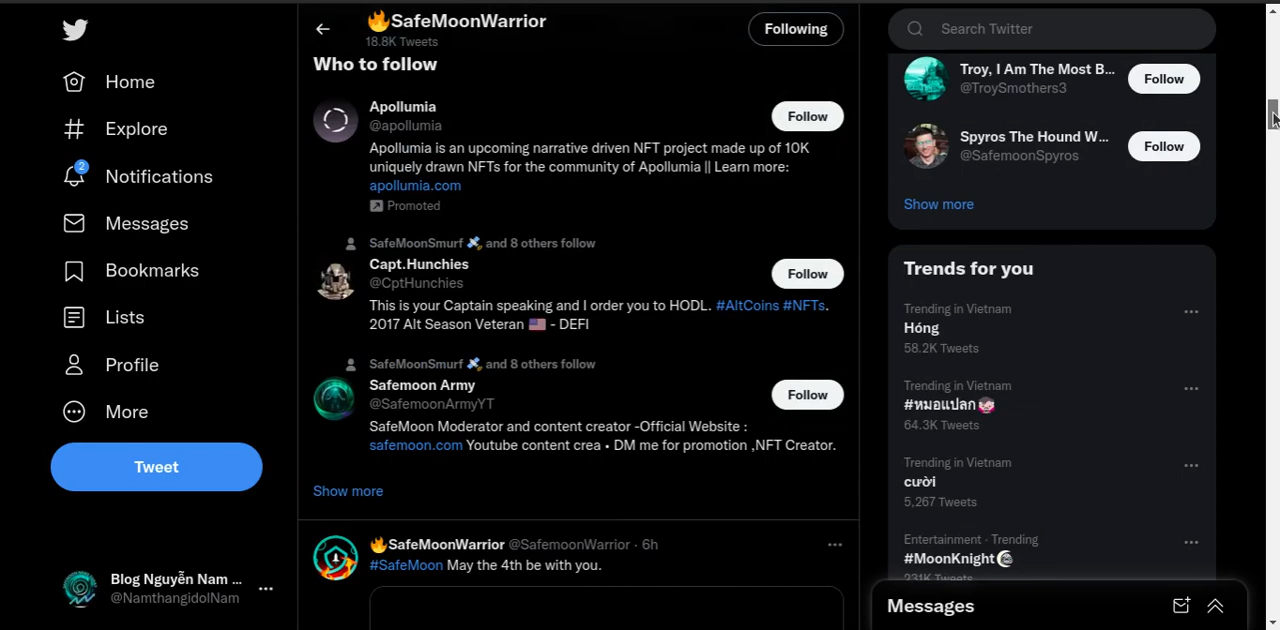 Home
Explore
2
Notifications
Messages
Bookmarks
Lists
Profile
More
Tweet
Blog Nguyễn Nam ...
@NamthangidolNam
🔥SafeMoonWarrior
18.8K Tweets
Following
Who to follow
Apollumia
@apollumia
Follow
Apollumia is an upcoming narrative driven NFT project made up of 10K
uniquely drawn NFTs for the community of Apollumia || Learn more:
apollumia.com
Promoted
SafeMoonSmurf 🛰️ and 8 others follow
Capt.Hunchies
@CptHunchies
Follow
This is your Captain speaking and I order you to HODL. #AltCoins #NFTs.
2017 Alt Season Veteran 🇺🇸 - DEFI
SafeMoonSmurf 🛰️ and 8 others follow
Safemoon Army
@SafemoonArmyYT
Follow
SafeMoon Moderator and content creator -Official Website :
safemoon.com Youtube content crea • DM me for promotion ,NFT Creator.
Show more
🔥SafeMoonWarrior @SafemoonWarrior · 6h
#SafeMoon May the 4th be with you.
Search Twitter
Troy, I Am The Most B...
@TroySmothers3
Follow
Spyros The Hound W...
@SafemoonSpyros
Follow
Show more
Trends for you
Trending in Vietnam
Hóng
58.2K Tweets
Trending in Vietnam
#หมอแปลก
64.3K Tweets
Trending in Vietnam
cười
5,267 Tweets
Entertainment · Trending
#MoonKnight
231K Tweets
Messages